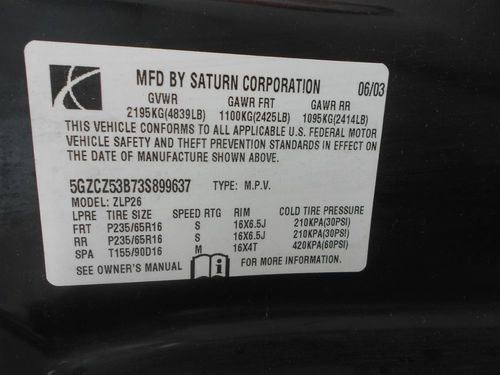 MFD BY SATURN CORPORATION 06/03
GVWR GAWR FRT GAWR RR
2195KG(4839LB) 1100KG(2425LB) 1095KG(2414LB)
THIS VEHICLE CONFORMS TO ALL APPLICABLE U.S. FEDERAL MOTOR
VEHICLE SAFETY AND THEFT PREVENTION STANDARDS IN EFFECT ON
THE DATE OF MANUFACTURE SHOWN ABOVE.
5GZCZ53B73S899637 TYPE: M.P.V.
MODEL: ZLP26
LPRE TIRE SIZE SPEED RTG RIM COLD TIRE PRESSURE
FRT P235/65R16 S 16X6.5J 210KPA(30PSI)
RR P235/65R16 S 16X6.5J 210KPA(30PSI)
SPA T155/90D16 M 16X4T 420KPA(60PSI)
SEE OWNER'S MANUAL FOR MORE INFORMATION.